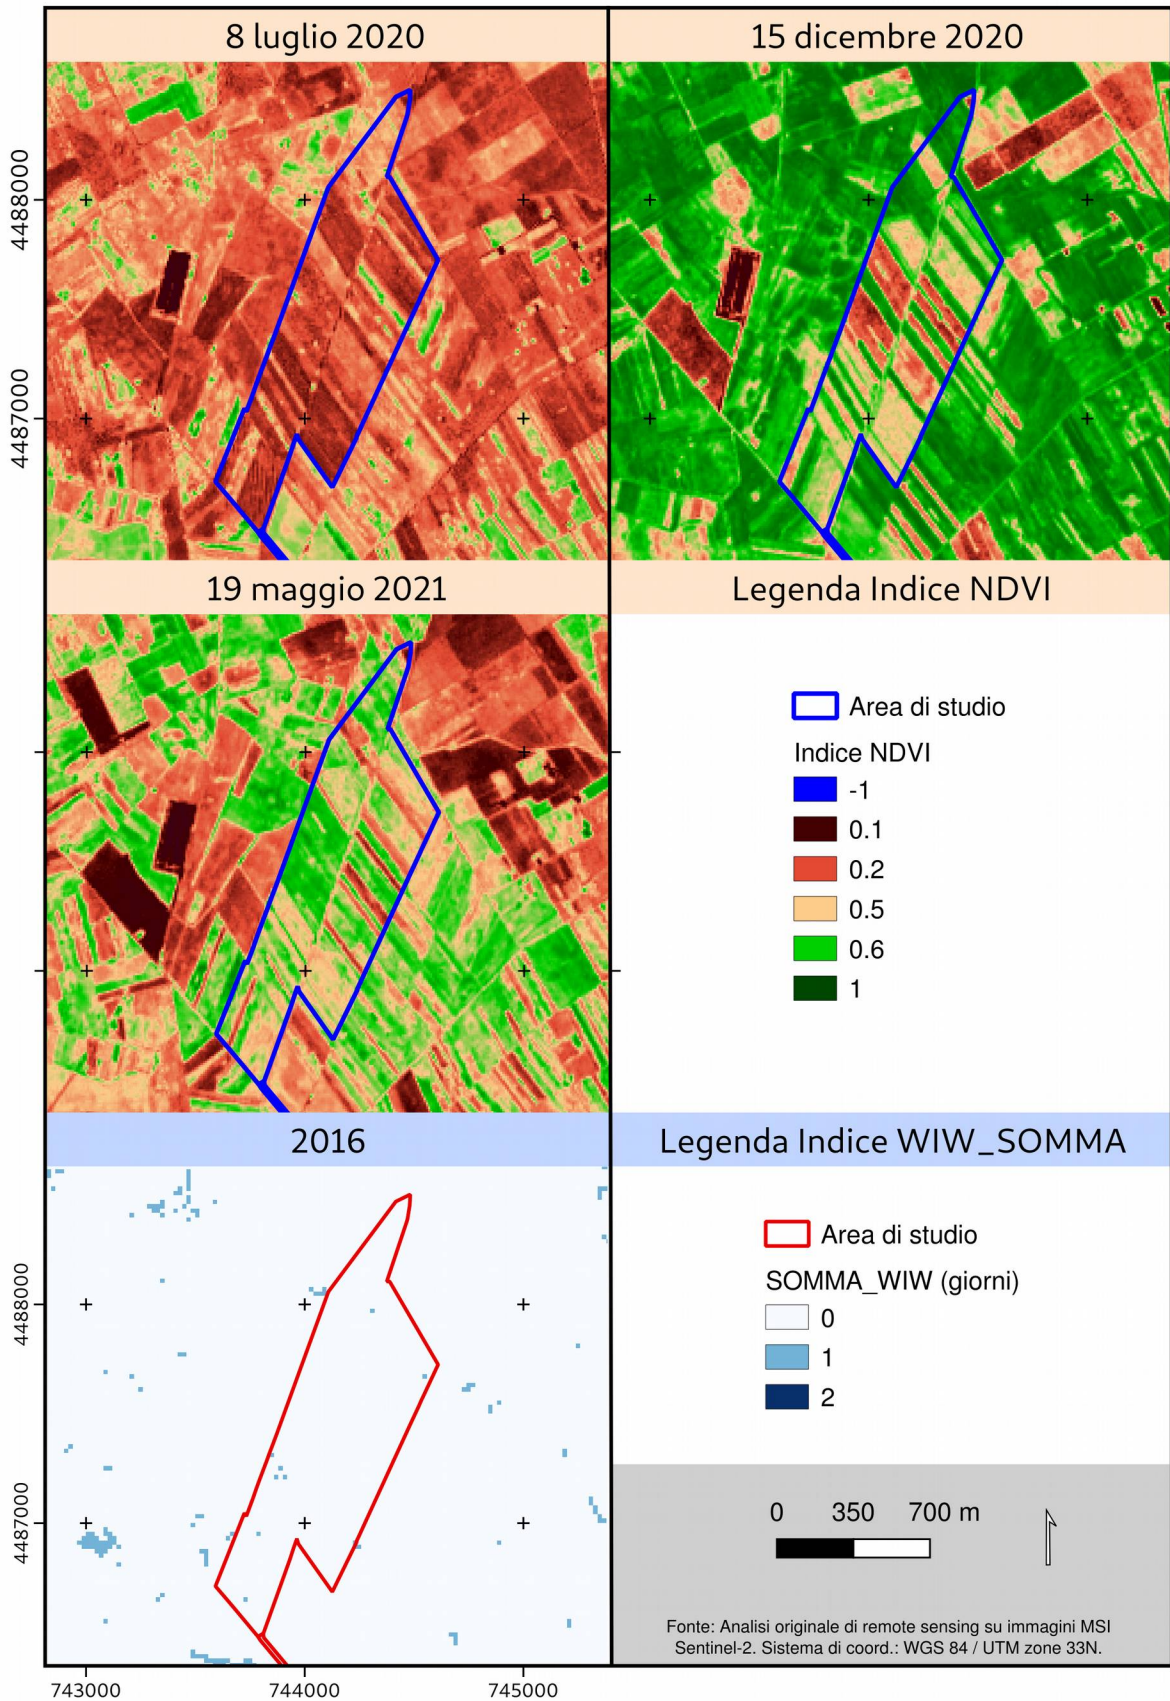 8 luglio 2020
15 dicembre 2020
4488000
4487000
19 maggio 2021
Legenda Indice NDVI
Area di studio
Indice NDVI
-1
0.1
0.2
0.5
0.6
1
2016
Legenda Indice WIW_SOMMA
4488000
4487000
Area di studio
SOMMA_WIW (giorni)
0
1
2
0 350 700 m
Fonte: Analisi originale di remote sensing su immagini MSI
Sentinel-2. Sistema di coord.: WGS 84 / UTM zone 33N.
743000 744000 745000